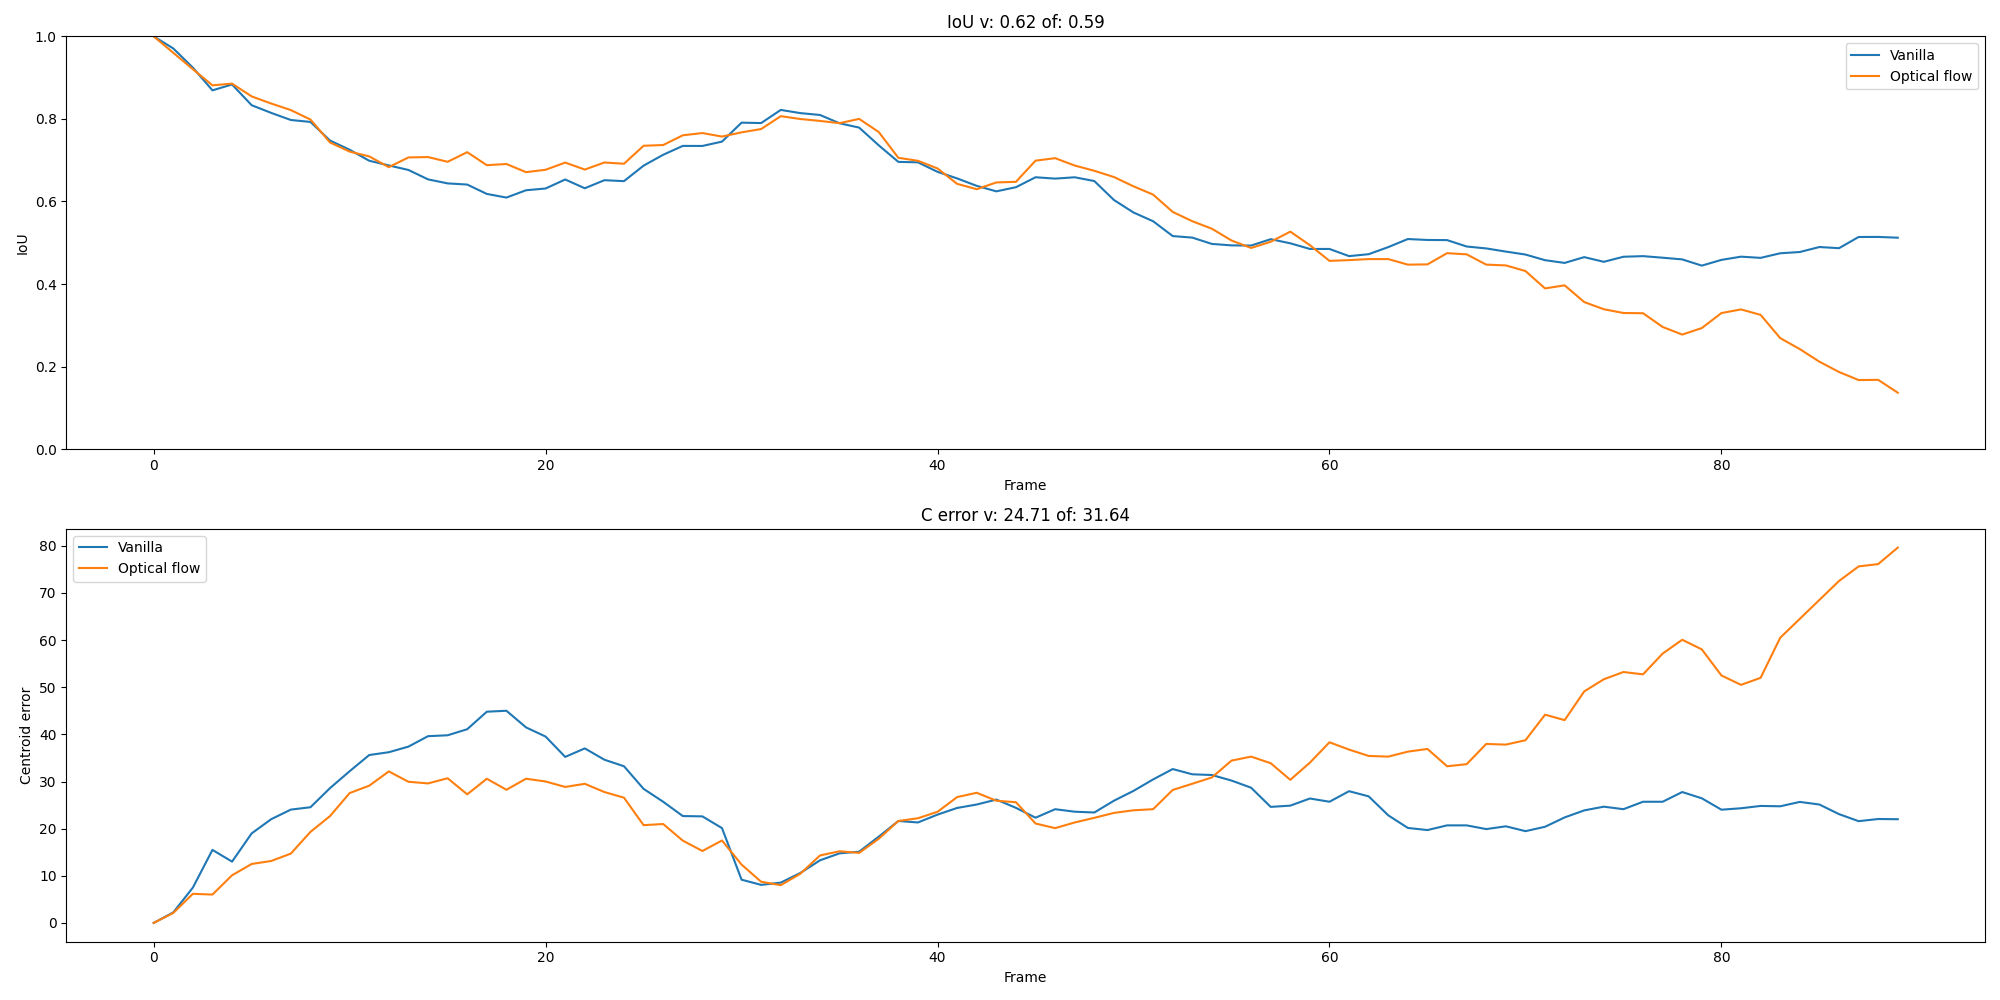 IoU v: 0.62 of: 0.59
1.0
0.8
0.6
0.4
0.2
0.0
IoU
Vanilla
Optical flow
0 20 40 60 80
Frame
C error v: 24.71 of: 31.64
80
70
60
50
40
30
20
10
0
Centroid error
Vanilla
Optical flow
0 20 40 60 80
Frame